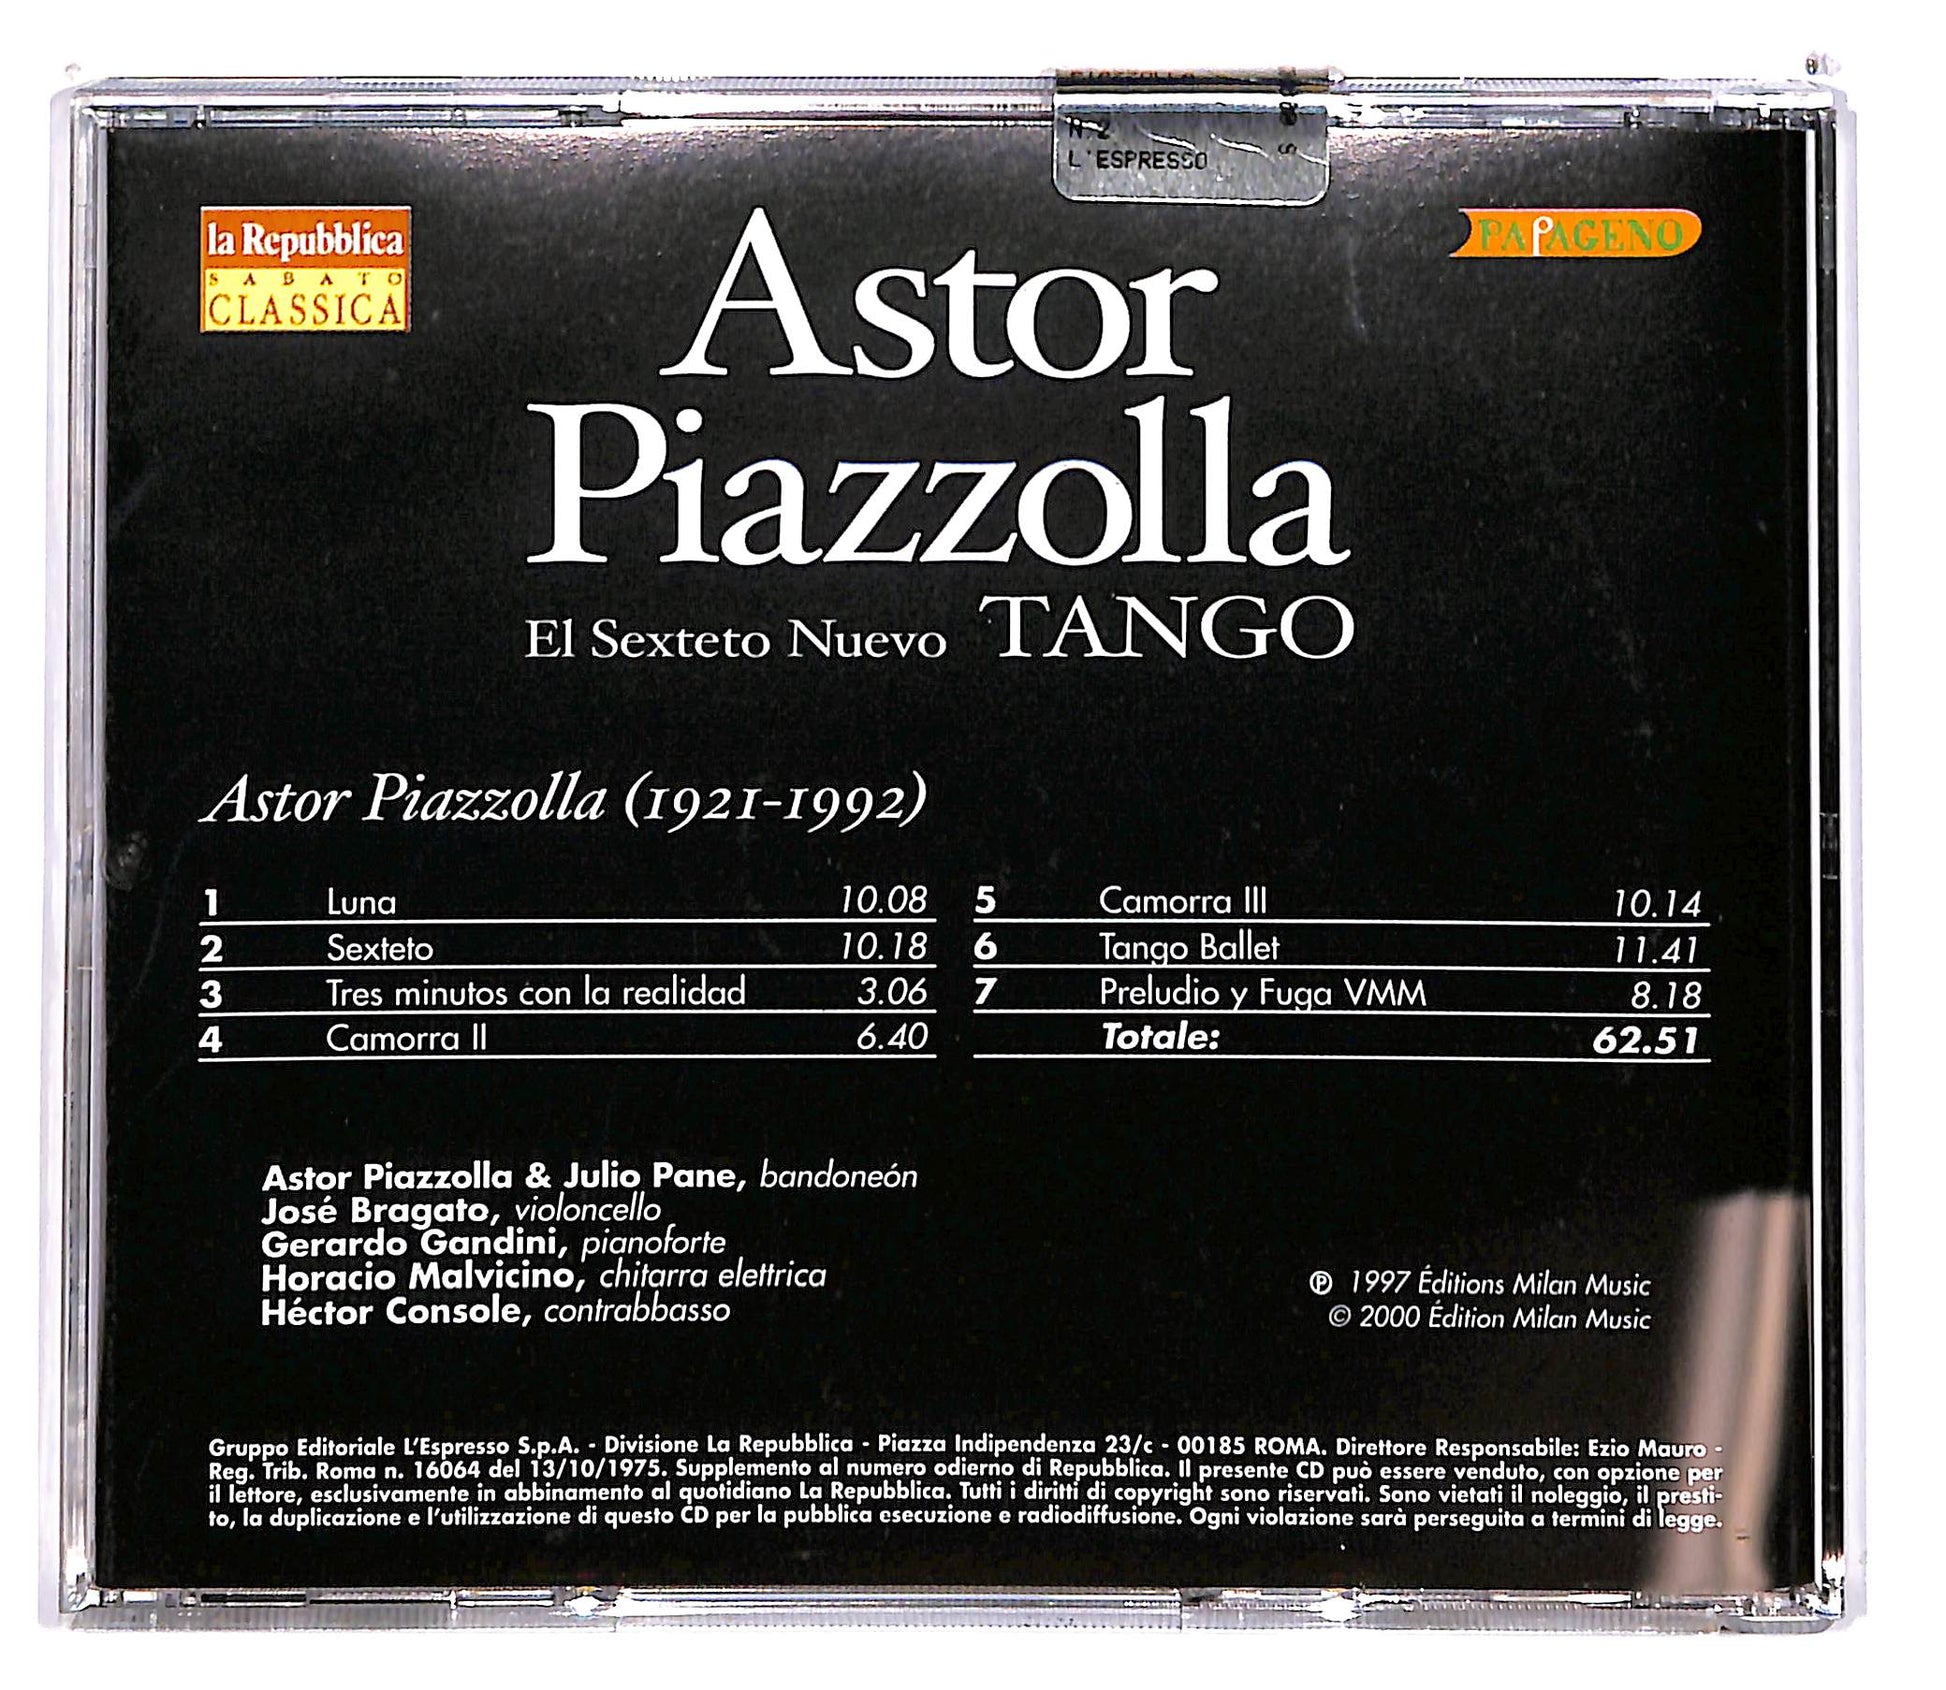 PIAZZOLLA
N.2
L'ESPRESSO
la Repubblica
SABATO
CLASSICA
PAPAGENO
Astor
Piazzolla
El Sexteto Nuevo TANGO
Astor Piazzolla (1921-1992)
1 Luna 10.08
2 Sexteto 10.18
3 Tres minutos con la realidad 3.06
4 Camorra II 6.40
5 Camorra III 10.14
6 Tango Ballet 11.41
7 Preludio y Fuga VMM 8.18
Totale: 62.51
Astor Piazzolla & Julio Pane, bandoneón
José Bragato, violoncello
Gerardo Gandini, pianoforte
Horacio Malvicino, chitarra elettrica
Héctor Console, contrabbasso
℗ 1997 Éditions Milan Music
© 2000 Édition Milan Music
Gruppo Editoriale L'Espresso S.p.A. - Divisione La Repubblica - Piazza Indipendenza 23/c - 00185 ROMA. Direttore Responsabile: Ezio Mauro -
Reg. Trib. Roma n. 16064 del 13/10/1975. Supplemento al numero odierno di Repubblica. Il presente CD può essere venduto, con opzione per
il lettore, esclusivamente in abbinamento al quotidiano La Repubblica. Tutti i diritti di copyright sono riservati. Sono vietati il noleggio, il presti-
to, la duplicazione e l'utilizzazione di questo CD per la pubblica esecuzione e radiodiffusione. Ogni violazione sarà perseguita a termini di legge.